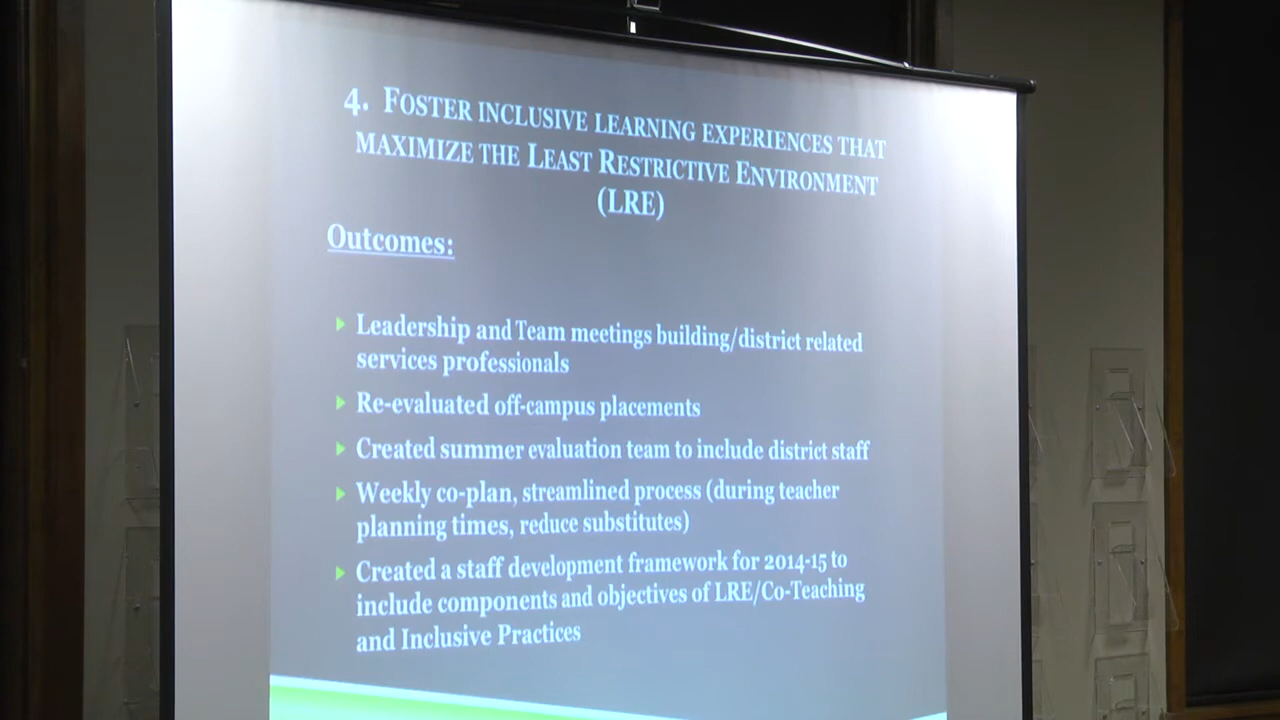 4. Foster inclusive learning experiences that
maximize the Least Restrictive Environment
(LRE)
Outcomes:
Leadership and Team meetings building/district related
services professionals
Re-evaluated off-campus placements
Created summer evaluation team to include district staff
Weekly co-plan, streamlined process (during teacher
planning times, reduce substitutes)
Created a staff development framework for 2014-15 to
include components and objectives of LRE/Co-Teaching
and Inclusive Practices